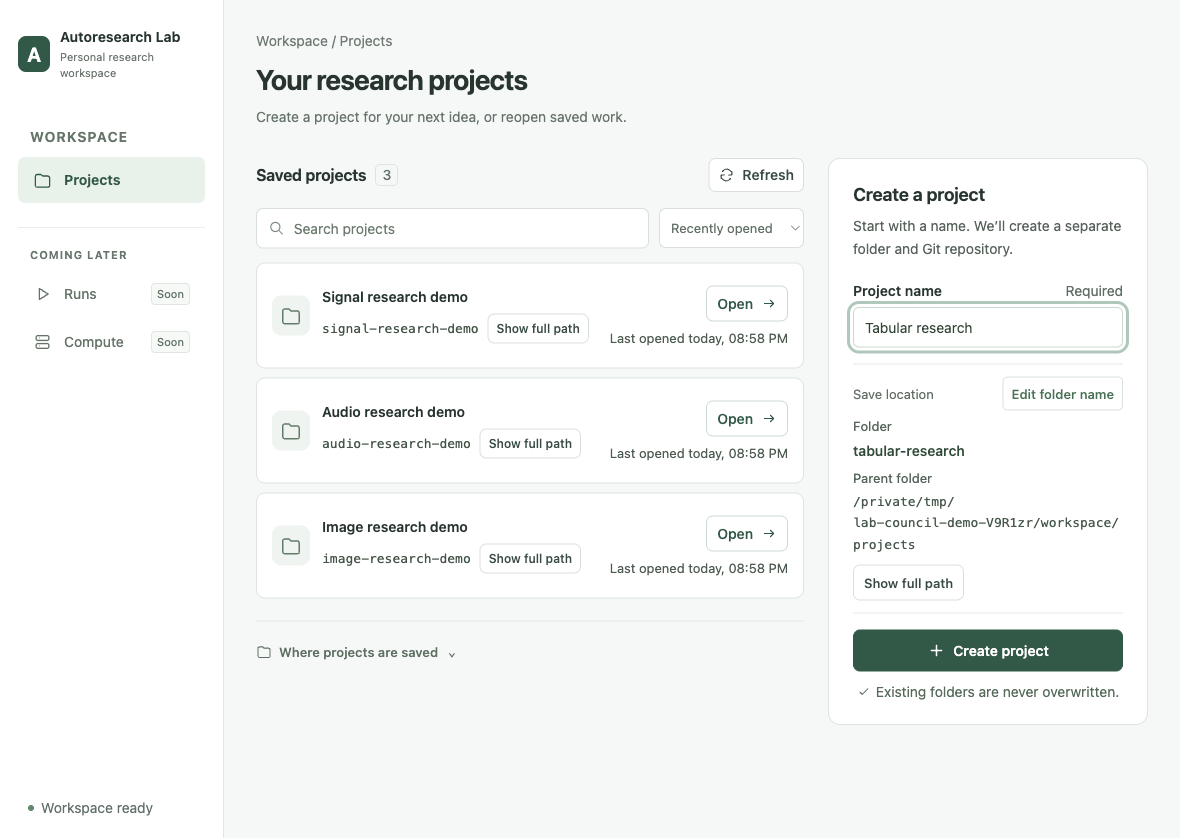 A
Autoresearch Lab
Personal research
workspace
WORKSPACE
Projects
COMING LATER
Runs
Soon
Compute
Soon
Workspace ready
Workspace / Projects
Your research projects
Create a project for your next idea, or reopen saved work.
Saved projects 3
Refresh
Search projects
Recently opened
Signal research demo
signal-research-demo
Show full path
Open
Last opened today, 08:58 PM
Audio research demo
audio-research-demo
Show full path
Open
Last opened today, 08:58 PM
Image research demo
image-research-demo
Show full path
Open
Last opened today, 08:58 PM
Where projects are saved
Create a project
Start with a name. We’ll create a separate
folder and Git repository.
Project name
Required
Tabular research
Save location
Edit folder name
Folder
tabular-research
Parent folder
/private/tmp/
lab-council-demo-V9R1zr/workspace/
projects
Show full path
Create project
Existing folders are never overwritten.